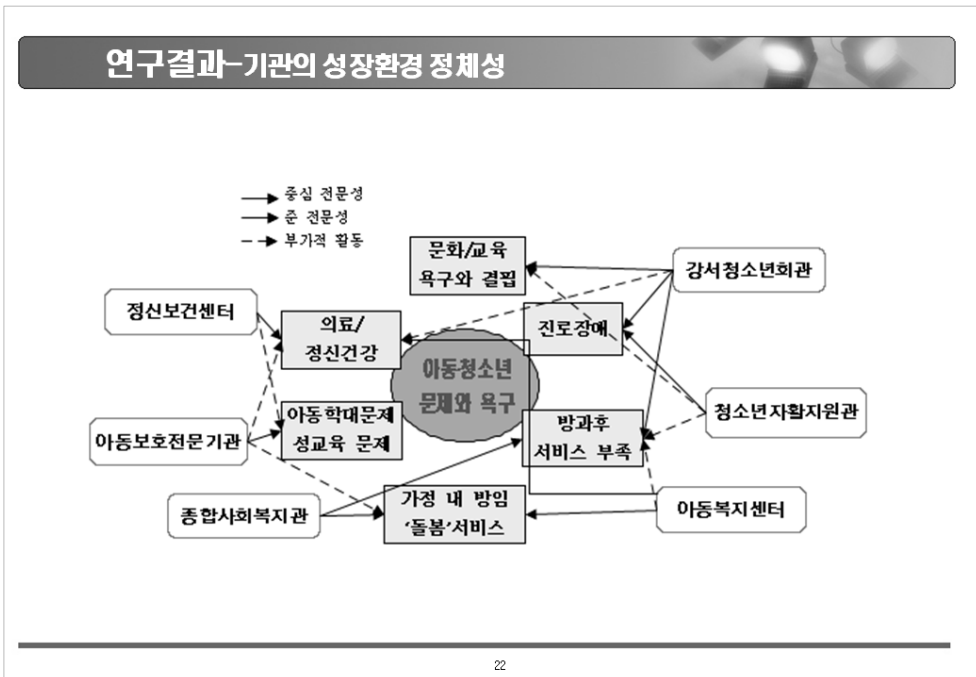 연구결과-기관의 성장환경 정체성
중심 전문성
준 전문성
부가적 활동
문화/교육
욕구와 결핍
강서청소년회관
정신보건센터
의료/
정신건강
진로장애
아동청소년
문제와 욕구
아동학대문제
성교육 문제
방과후
서비스 부족
청소년자활지원관
아동보호전문기관
종합사회복지관
가정 내 방임
'돌봄'서비스
아동복지센터
22